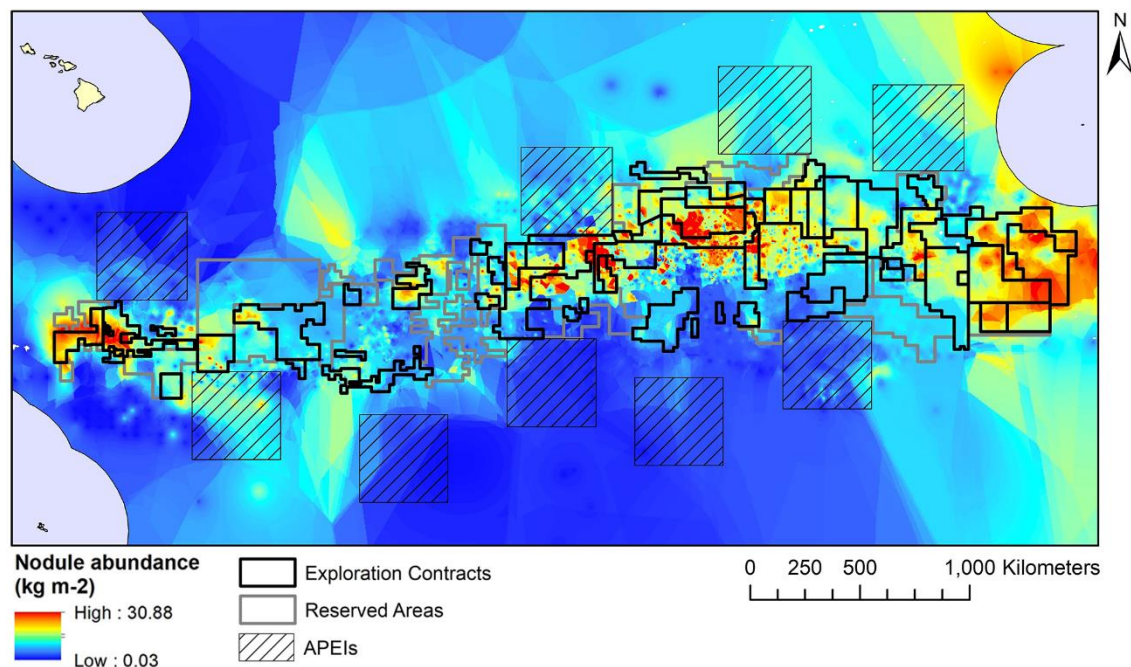 N
Nodule abundance
(kg m-2)
High : 30.88
Low : 0.03
Exploration Contracts
Reserved Areas
APEIs
0 250 500 1,000 Kilometers